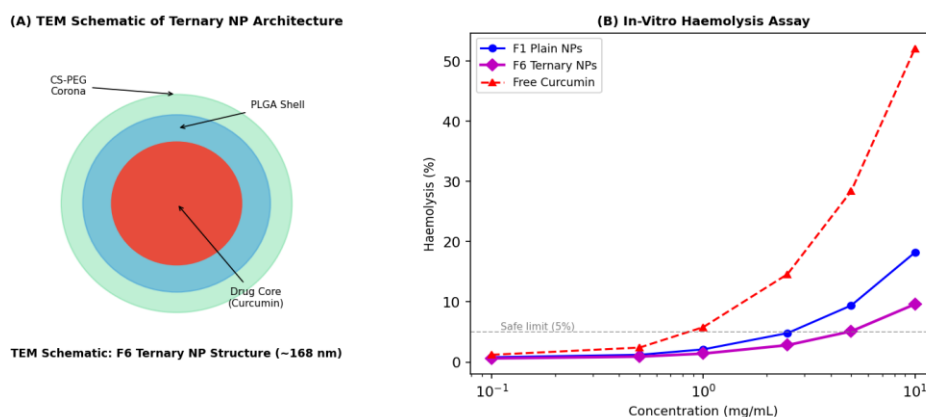 (A) TEM Schematic of Ternary NP Architecture
CS-PEG
Corona
PLGA Shell
Drug Core
(Curcumin)
TEM Schematic: F6 Ternary NP Structure (~168 nm)
(B) In-Vitro Haemolysis Assay
F1 Plain NPs
F6 Ternary NPs
Free Curcumin
Haemolysis (%)
50
40
30
20
10
0
Safe limit (5%)
10⁻¹
10⁰
10¹
Concentration (mg/mL)